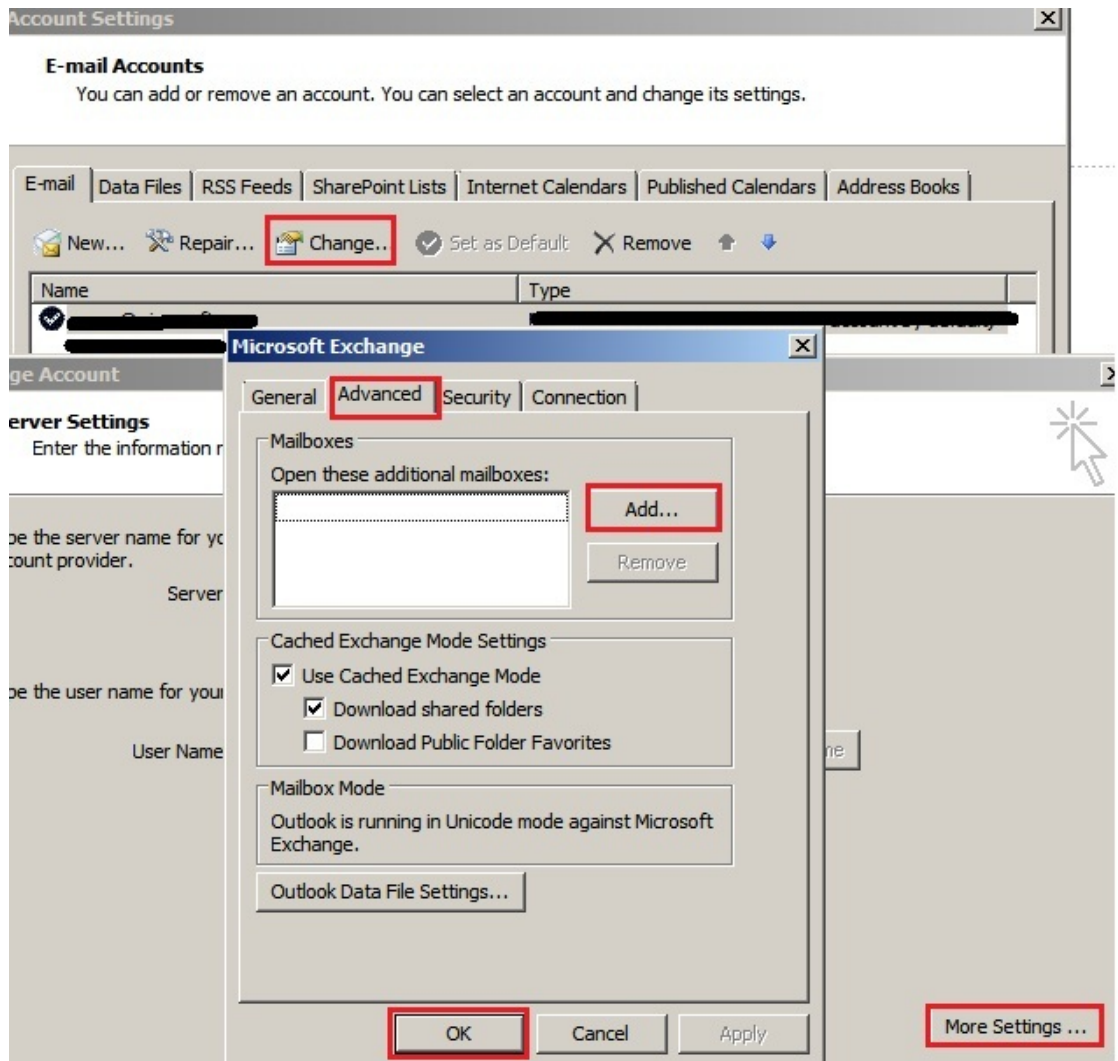 Account Settings
E-mail Accounts
You can add or remove an account. You can select an account and change its settings.
E-mail Data Files RSS Feeds SharePoint Lists Internet Calendars Published Calendars Address Books
New... Repair... Change... Set as Default Remove
Name Type
Microsoft Exchange
ge Account
General Advanced Security Connection
erver Settings
Enter the information r
Mailboxes
Open these additional mailboxes:
Add...
Remove
pe the server name for yo
count provider.
Server
Cached Exchange Mode Settings
Use Cached Exchange Mode
Download shared folders
Download Public Folder Favorites
pe the user name for your
User Name
me
Mailbox Mode
Outlook is running in Unicode mode against Microsoft
Exchange.
Outlook Data File Settings...
OK Cancel Apply
More Settings ...